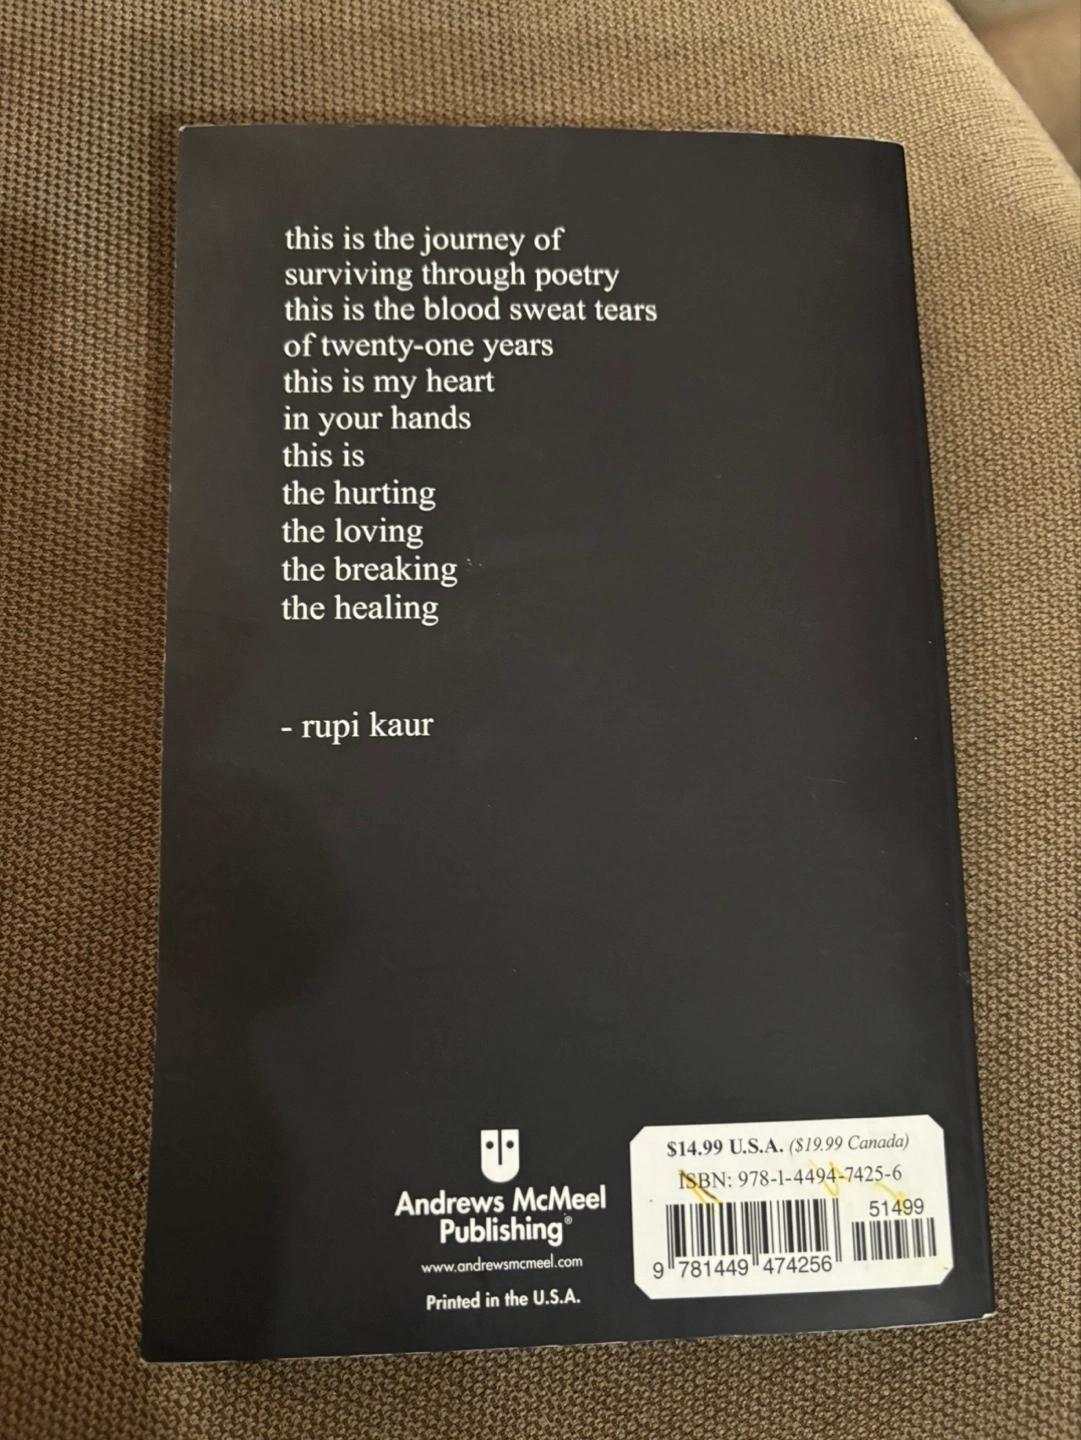 this is the journey of
surviving through poetry
this is the blood sweat tears
of twenty-one years
this is my heart
in your hands
this is
the hurting
the loving
the breaking
the healing
- rupi kaur
Andrews McMeel
Publishing®
www.andrewsmcmeel.com
Printed in the U.S.A.
$14.99 U.S.A. ($19.99 Canada)
ISBN: 978-1-4494-7425-6
51499
9 781449 474256